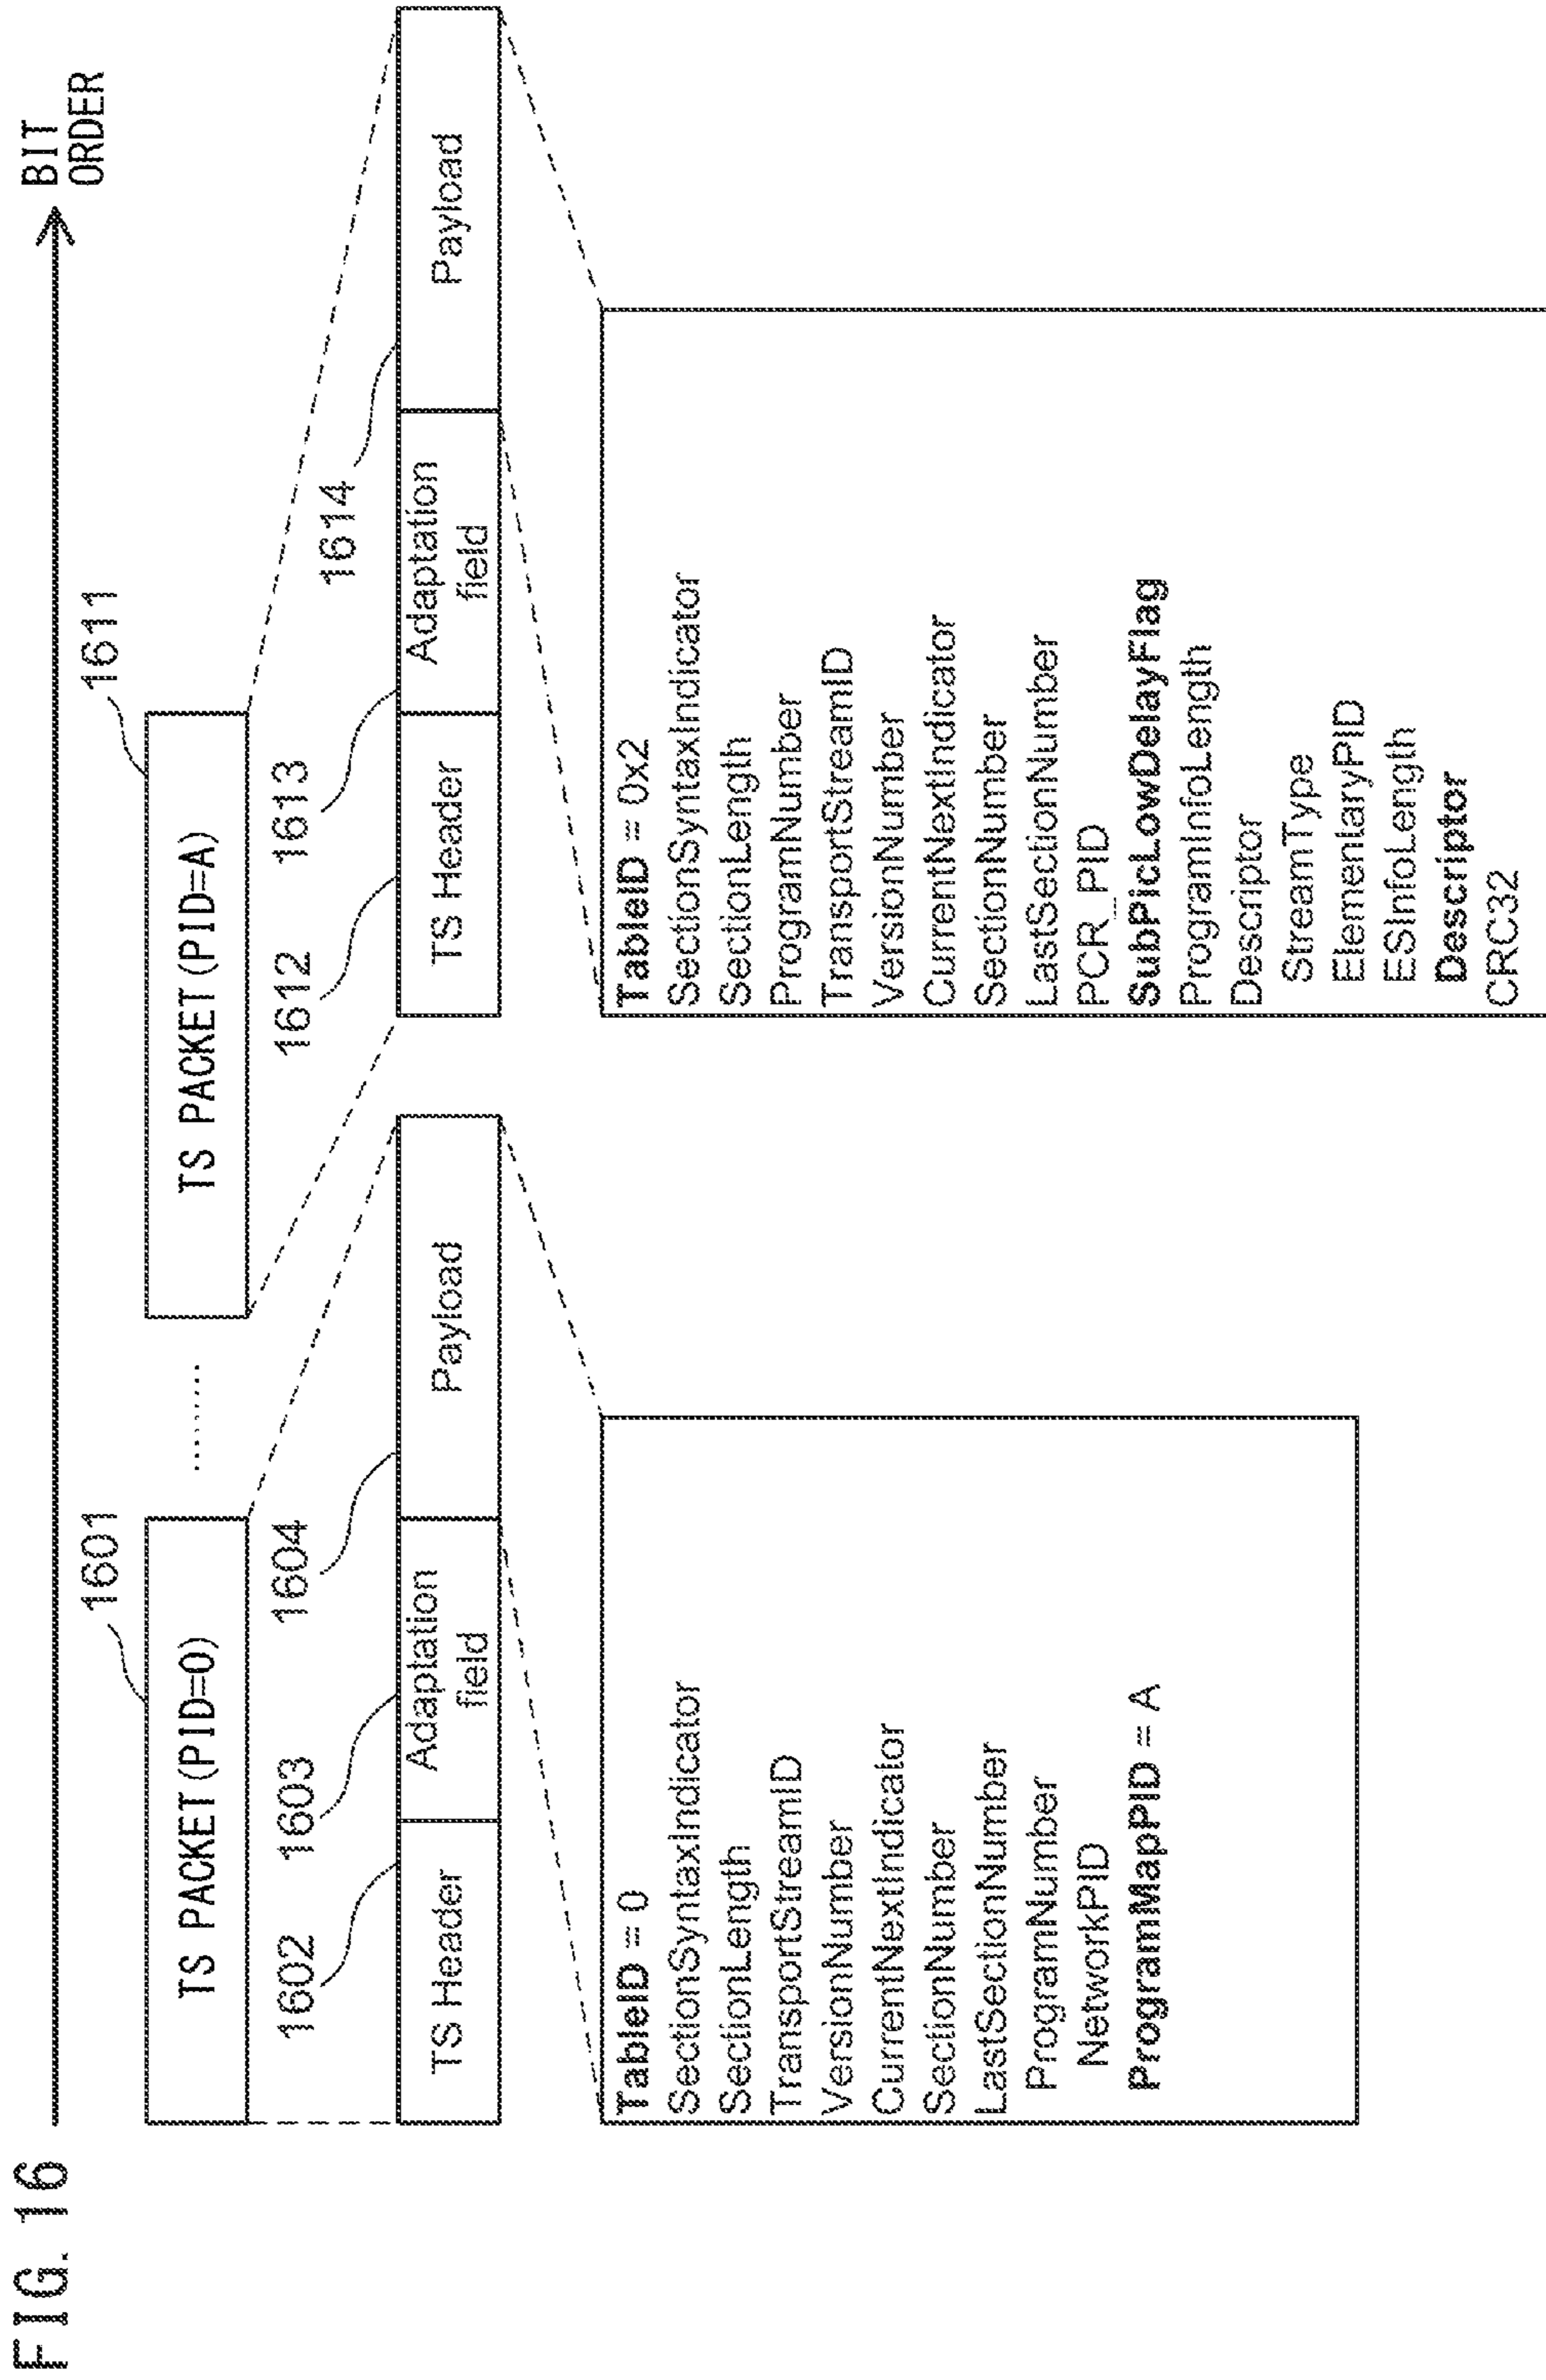 FIG. 16
BIT
ORDER
1601
1611
TS PACKET(PID=0)
........
TS PACKET(PID=A)
1602
1603
1604
1612
1613
1614
TS Header
Adaptation
field
Payload
TS Header
Adaptation
field
Payload
TableID = 0
SectionSyntaxIndicator
SectionLength
TransportStreamID
VersionNumber
CurrentNextIndicator
SectionNumber
LastSectionNumber
ProgramNumber
NetworkPID
ProgramMapPID = A
TableID = 0x2
SectionSyntaxIndicator
SectionLength
ProgramNumber
TransportStreamID
VersionNumber
CurrentNextIndicator
SectionNumber
LastSectionNumber
PCR_PID
SubPicLowDelayFlag
ProgramInfoLength
Descriptor
StreamType
ElementaryPID
ESInfoLength
Descriptor
CRC32